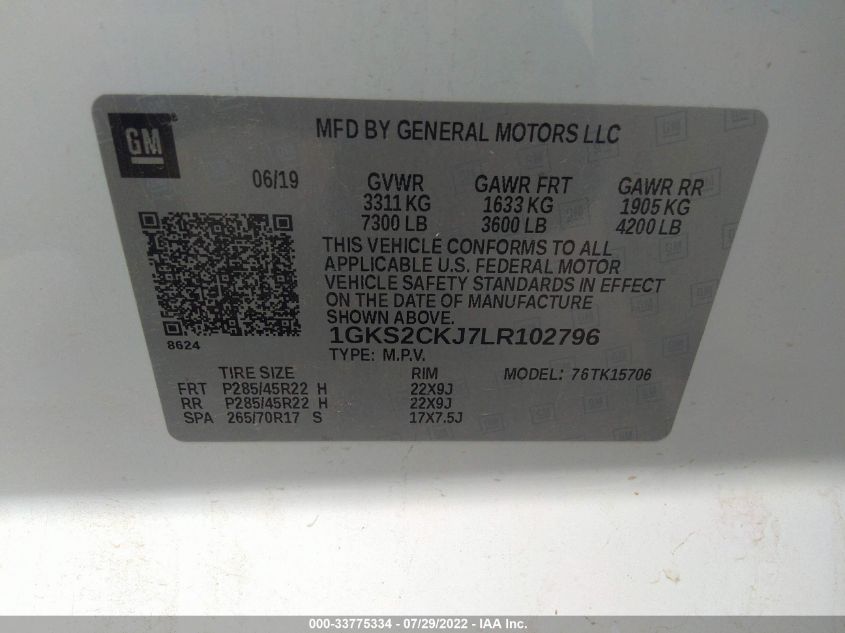 GM
MFD BY GENERAL MOTORS LLC
06/19 GVWR GAWR FRT GAWR RR
3311 KG 1633 KG 1905 KG
7300 LB 3600 LB 4200 LB
THIS VEHICLE CONFORMS TO ALL
APPLICABLE U.S. FEDERAL MOTOR
VEHICLE SAFETY STANDARDS IN EFFECT
ON THE DATE OF MANUFACTURE
SHOWN ABOVE.
8624
1GKS2CKJ7LR102796
TYPE: M.P.V.
TIRE SIZE RIM MODEL: 76TK15706
FRT P285/45R22 H 22X9J
RR P285/45R22 H 22X9J
SPA 265/70R17 S 17X7.5J
000-33775334 / 07/29/2022 - IAA Inc.